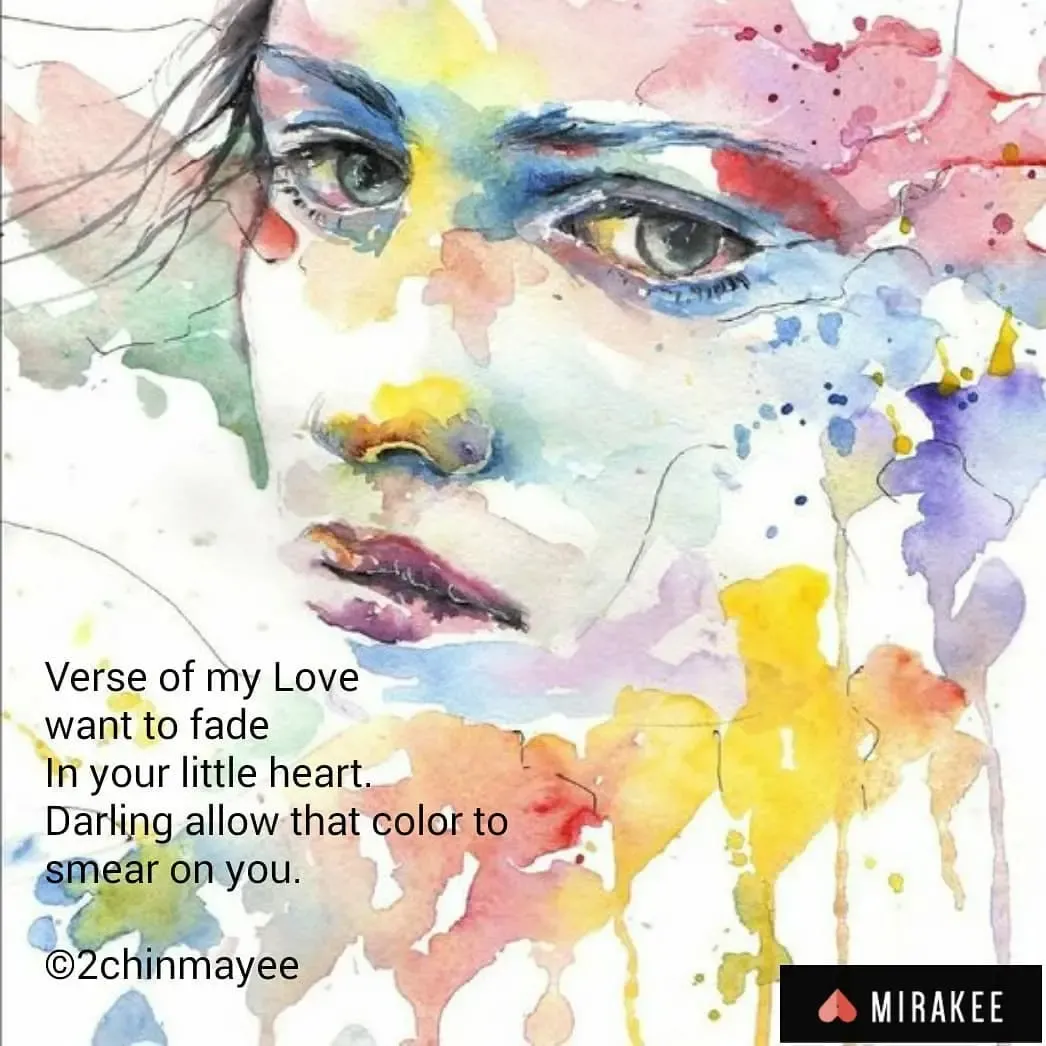 Verse of my Love
want to fade
In your little heart.
Darling allow that color to
smear on you.
©2chinmayee
MIRAKEE